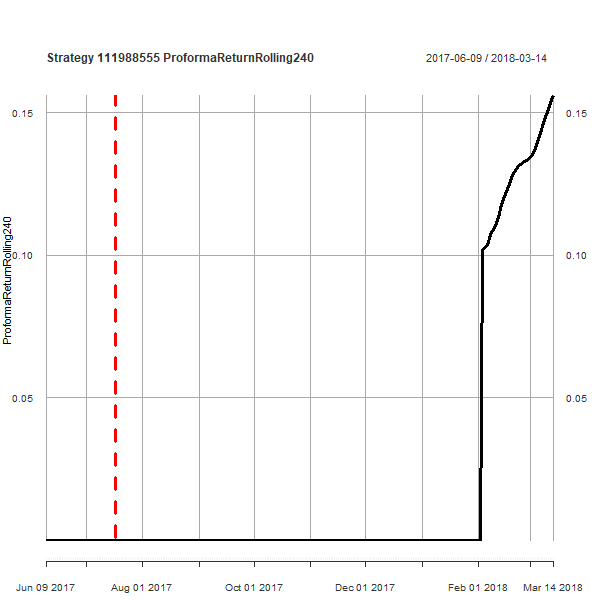 Strategy 111988555 ProformaReturnRolling240
2017-06-09 / 2018-03-14
ProformaReturnRolling240
0.15
0.10
0.05
0.15
0.10
0.05
Jun 09 2017
Aug 01 2017
Oct 01 2017
Dec 01 2017
Feb 01 2018
Mar 14 2018